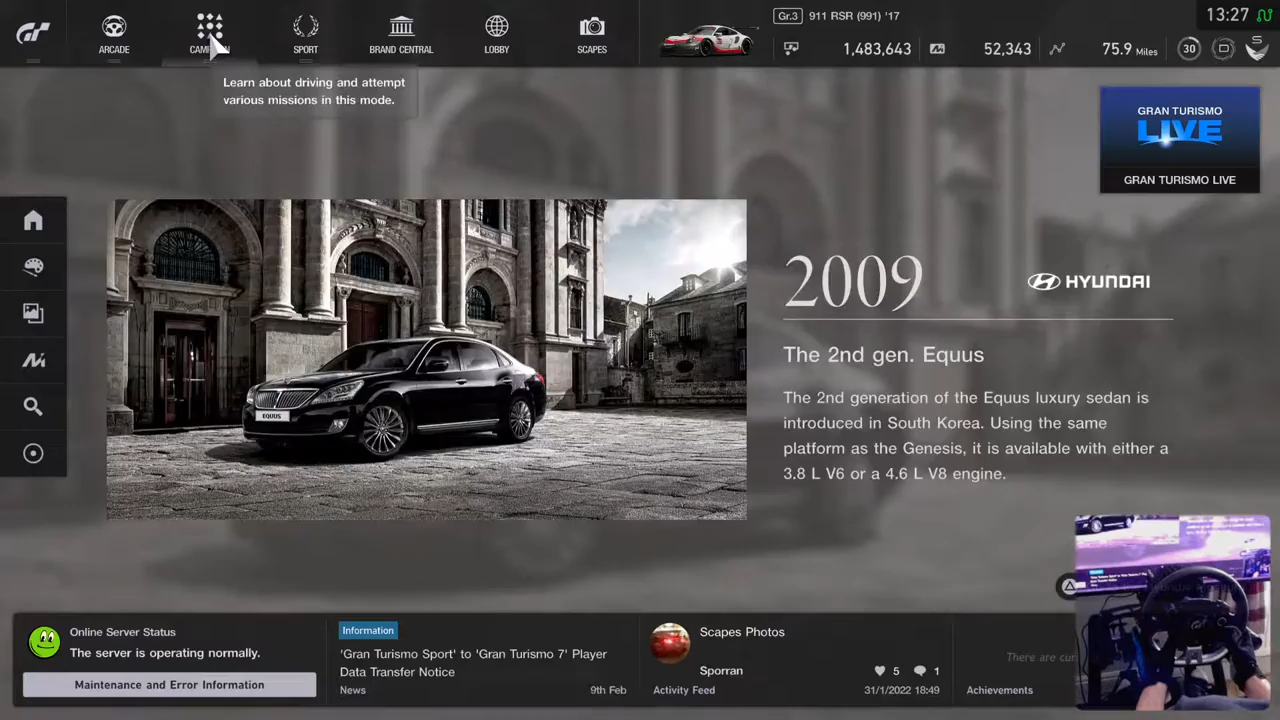 ARCADE
SPORT
BRAND CENTRAL
LOBBY
SCAPES
Gr.3 911 RSR (991) '17
1,483,643
52,343
75.9 Miles
30
S
13:27
Learn about driving and attempt
various missions in this mode.
GRAN TURISMO
LIVE
GRAN TURISMO LIVE
EQUUS
2009
HYUNDAI
The 2nd gen. Equus
The 2nd generation of the Equus luxury sedan is
introduced in South Korea. Using the same
platform as the Genesis, it is available with either a
3.8 L V6 or a 4.6 L V8 engine.
Online Server Status
The server is operating normally.
Maintenance and Error Information
Information
'Gran Turismo Sport' to 'Gran Turismo 7' Player
Data Transfer Notice
News 9th Feb
Scapes Photos
Sporran
5 1
Activity Feed 31/1/2022 18:49
There are
Achievements